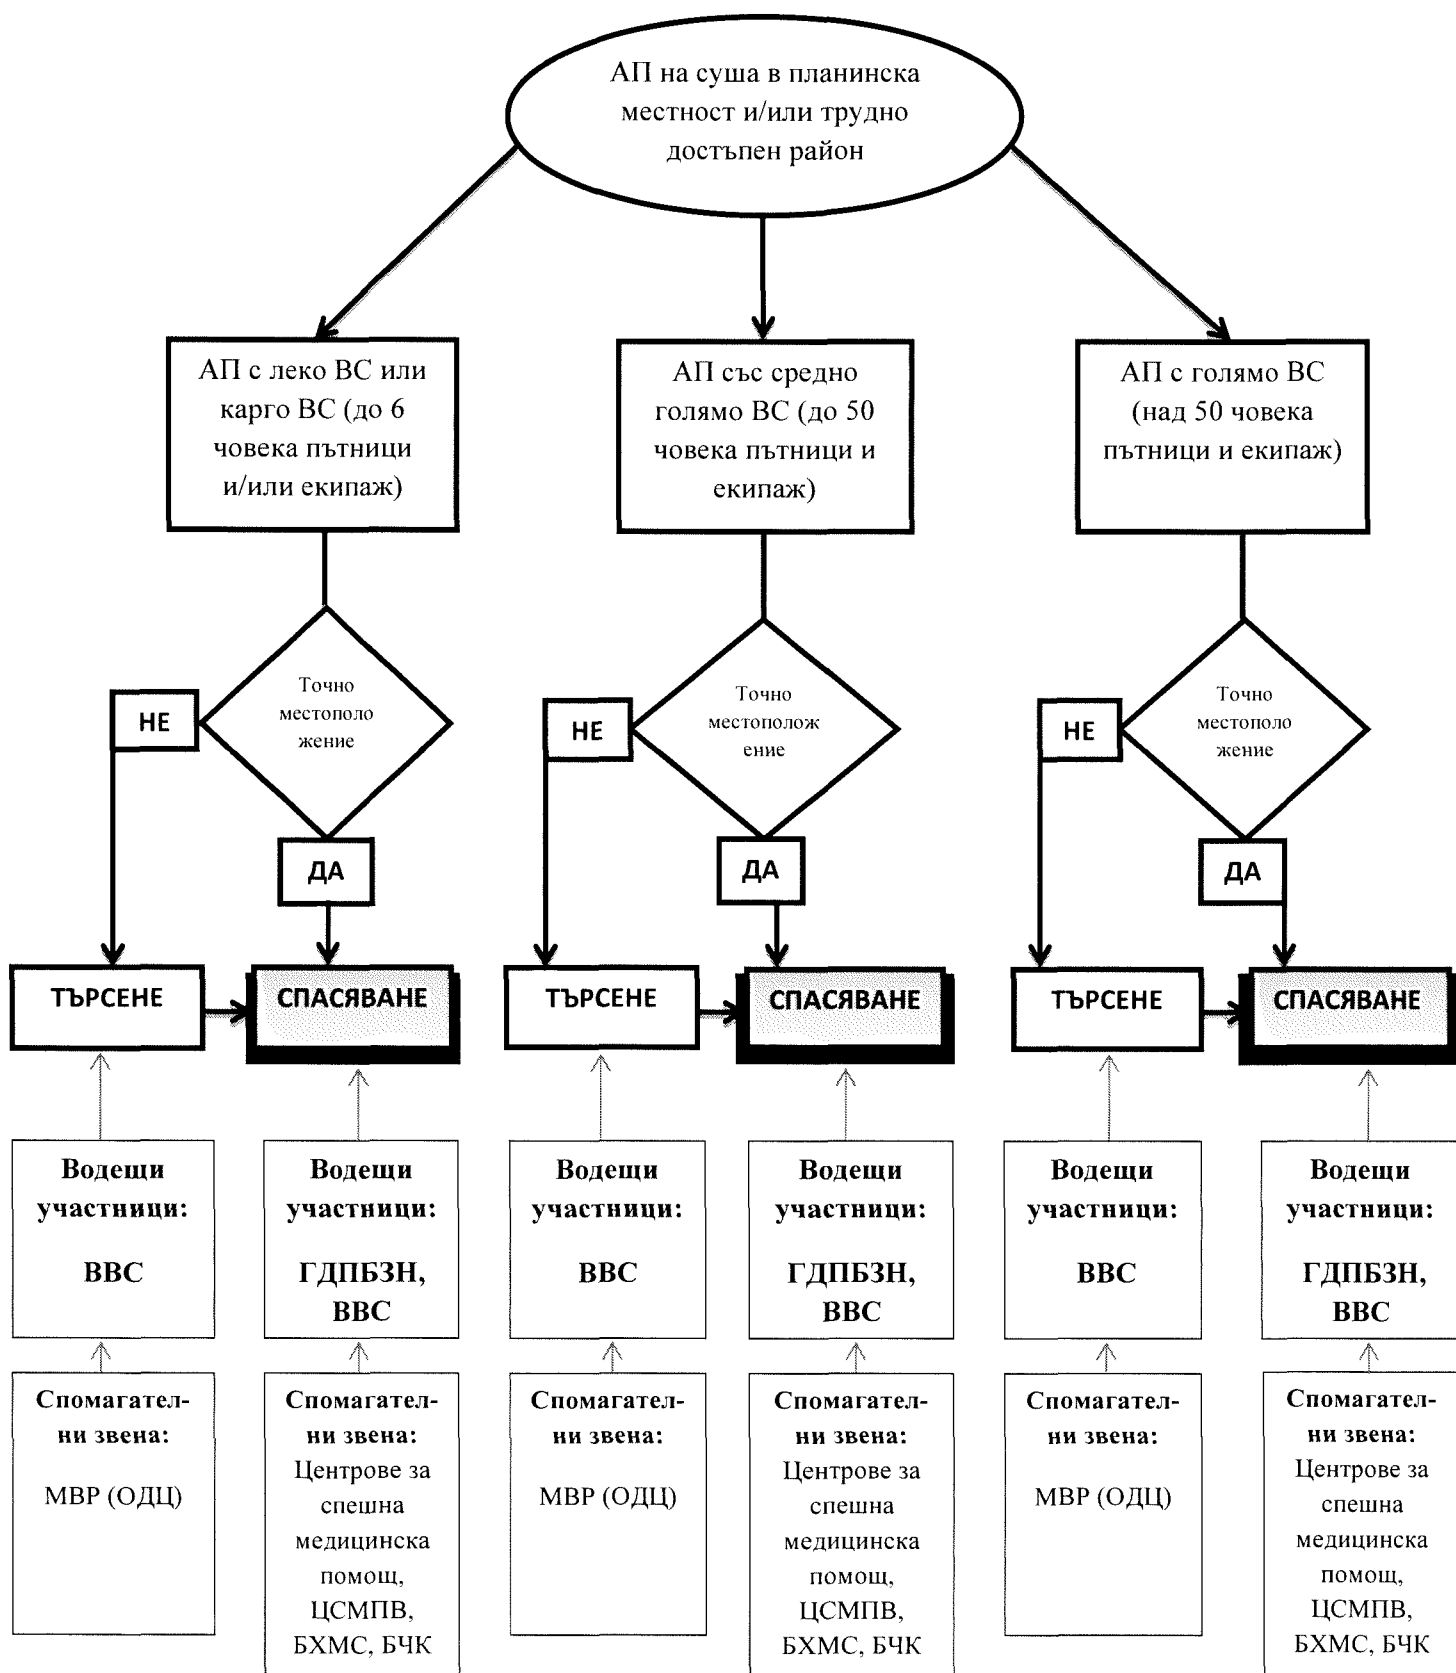 АП на суша в планинска
местност и/или трудно
достъпен район
АП с леко ВС или
карго ВС (до 6
човека пътници
и/или екипаж)
АП със средно
голямо ВС (до 50
човека пътници и
екипаж)
АП с голямо ВС
(над 50 човека
пътници и екипаж)
Точно
местополо
жение
НЕ
ДА
Точно
местополож
ение
НЕ
ДА
Точно
местополо
жение
НЕ
ДА
ТЪРСЕНЕ
СПАСЯВАНЕ
ТЪРСЕНЕ
СПАСЯВАНЕ
ТЪРСЕНЕ
СПАСЯВАНЕ
Водещи
участници:
ВВС
Водещи
участници:
ГДПБЗН,
ВВС
Водещи
участници:
ВВС
Водещи
участници:
ГДПБЗН,
ВВС
Водещи
участници:
ВВС
Водещи
участници:
ГДПБЗН,
ВВС
Спомагател-
ни звена:
МВР (ОДЦ)
Спомагател-
ни звена:
Центрове за
спешна
медицинска
помощ,
ЦСМПВ,
БХМС, БЧК
Спомагател-
ни звена:
МВР (ОДЦ)
Спомагател-
ни звена:
Центрове за
спешна
медицинска
помощ,
ЦСМПВ,
БХМС, БЧК
Спомагател-
ни звена:
МВР (ОДЦ)
Спомагател-
ни звена:
Центрове за
спешна
медицинска
помощ,
ЦСМПВ,
БХМС, БЧК